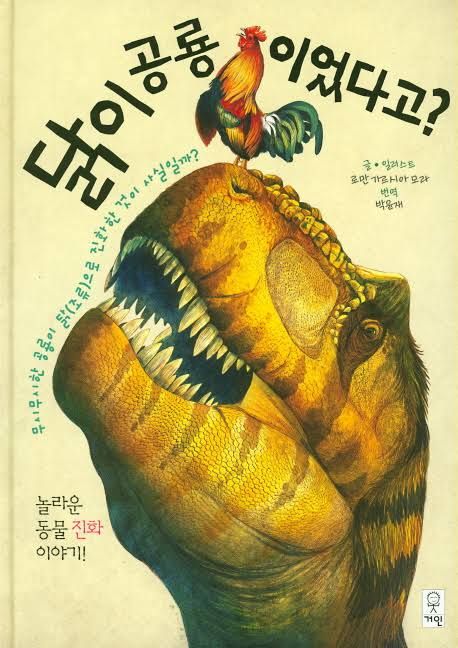 닭이 공룡이었다고?
무시무시한 공룡이 닭(조류)으로 진화한 것이 사실일까?
글·일러스트
로만 가르시아 모라
번역
박윤재
놀라운
동물 진화
이야기!
거인